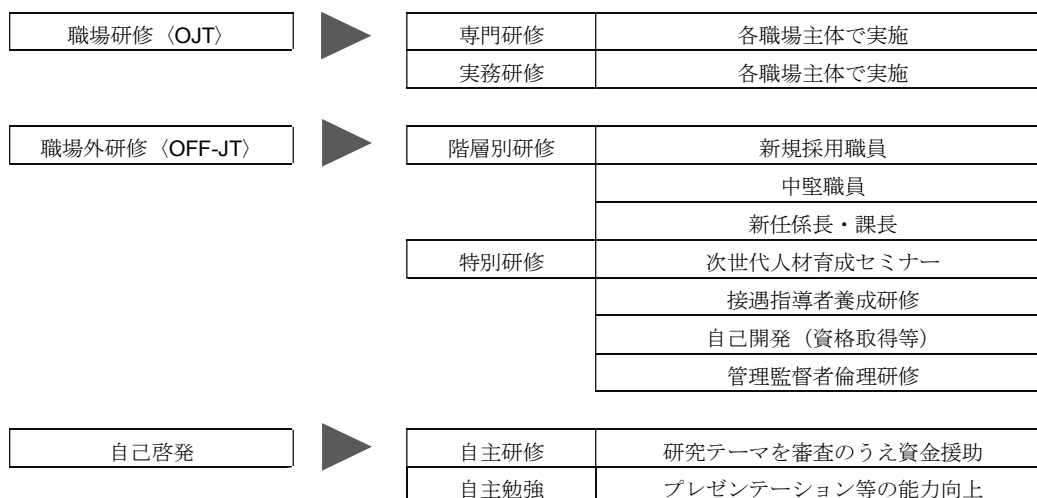 職場研修〈OJT〉 専門研修 各職場主体で実施
実務研修 各職場主体で実施
職場外研修〈OFF-JT〉 階層別研修 新規採用職員
中堅職員
新任係長・課長
特別研修 次世代人材育成セミナー
接遇指導者養成研修
自己開発（資格取得等）
管理監督者倫理研修
自己啓発 自主研修 研究テーマを審査のうえ資金援助
自主勉強 プレゼンテーション等の能力向上